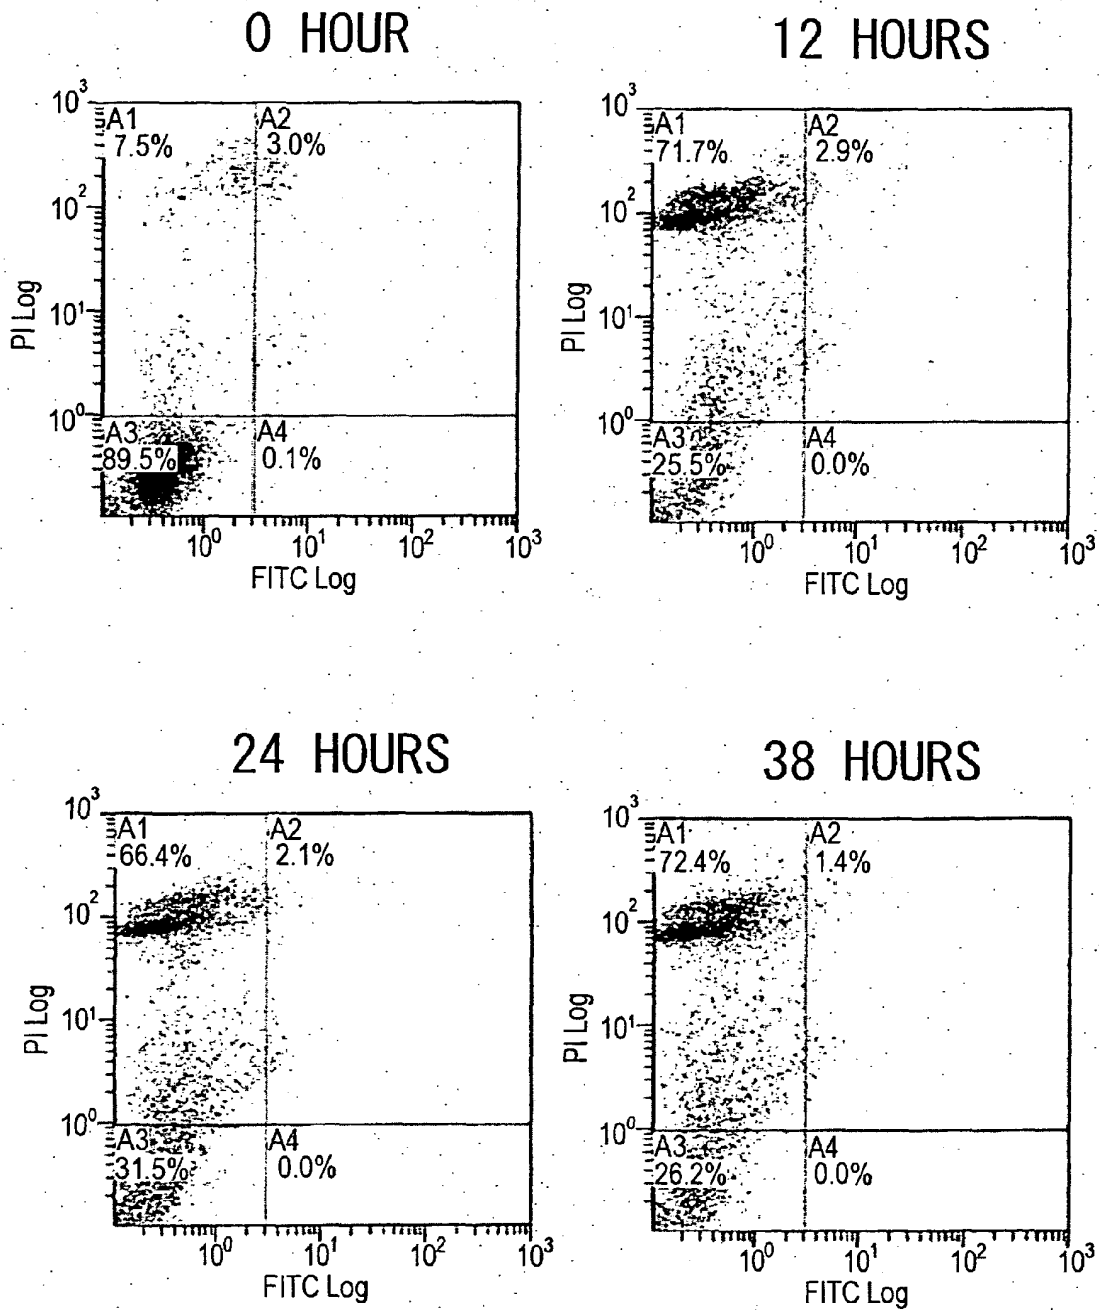 0 HOUR
12 HOURS
10³
A1
7.5%
A2
3.0%
10²
10¹
10⁰
PI Log
A3
89.5%
A4
0.1%
10⁰
10¹
10²
10³
FITC Log
10³
A1
71.7%
A2
2.9%
10²
10¹
10⁰
PI Log
A3
25.5%
A4
0.0%
10⁰
10¹
10²
10³
FITC Log
24 HOURS
38 HOURS
10³
A1
66.4%
A2
2.1%
10²
10¹
10⁰
PI Log
A3
31.5%
A4
0.0%
10⁰
10¹
10²
10³
FITC Log
10³
A1
72.4%
A2
1.4%
10²
10¹
10⁰
PI Log
A3
26.2%
A4
0.0%
10⁰
10¹
10²
10³
FITC Log